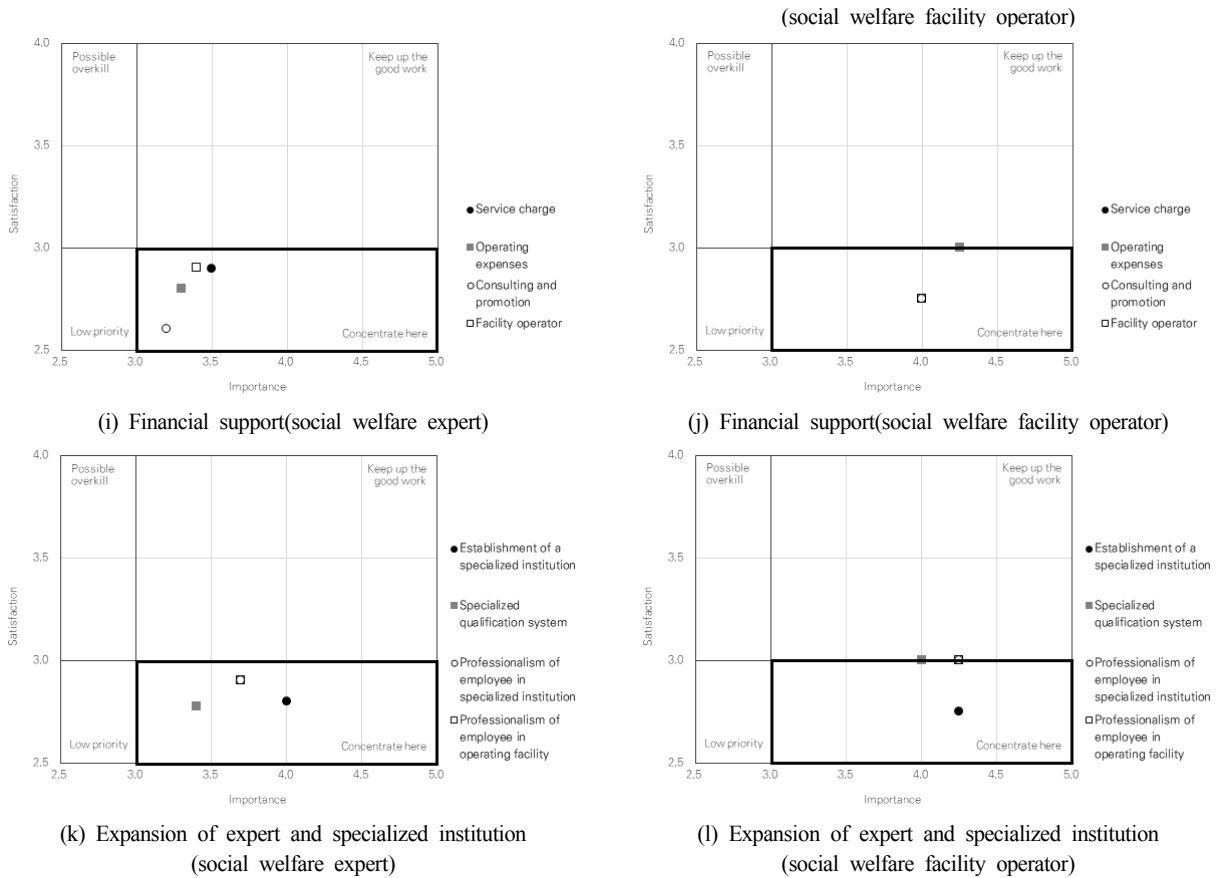 (social welfare facility operator)
4.0
Possible
overkill
Keep up the
good work
3.5
Satisfaction
3.0
Low priority
Concentrate here
2.5
2.5
3.0
3.5
4.0
4.5
5.0
Importance
Service charge
Operating
expenses
Consulting and
promotion
Facility operator
(i) Financial support(social welfare expert)
4.0
Possible
overkill
Keep up the
good work
3.5
Satisfaction
3.0
Low priority
Concentrate here
2.5
2.5
3.0
3.5
4.0
4.5
5.0
Importance
Service charge
Operating
expenses
Consulting and
promotion
Facility operator
(j) Financial support(social welfare facility operator)
4.0
Possible
overkill
Keep up the
good work
3.5
Satisfaction
3.0
Low priority
Concentrate here
2.5
2.5
3.0
3.5
4.0
4.5
5.0
Importance
Establishment of a
specialized institution
Specialized
qualification system
Professionalism of
employee in
specialized institution
Professionalism of
employee in
operating facility
(k) Expansion of expert and specialized institution
(social welfare expert)
4.0
Possible
overkill
Keep up the
good work
3.5
Satisfaction
3.0
Low priority
Concentrate here
2.5
2.5
3.0
3.5
4.0
4.5
5.0
Importance
Establishment of a
specialized institution
Specialized
qualification system
Professionalism of
employee in
specialized institution
Professionalism of
employee in
operating facility
(l) Expansion of expert and specialized institution
(social welfare facility operator)